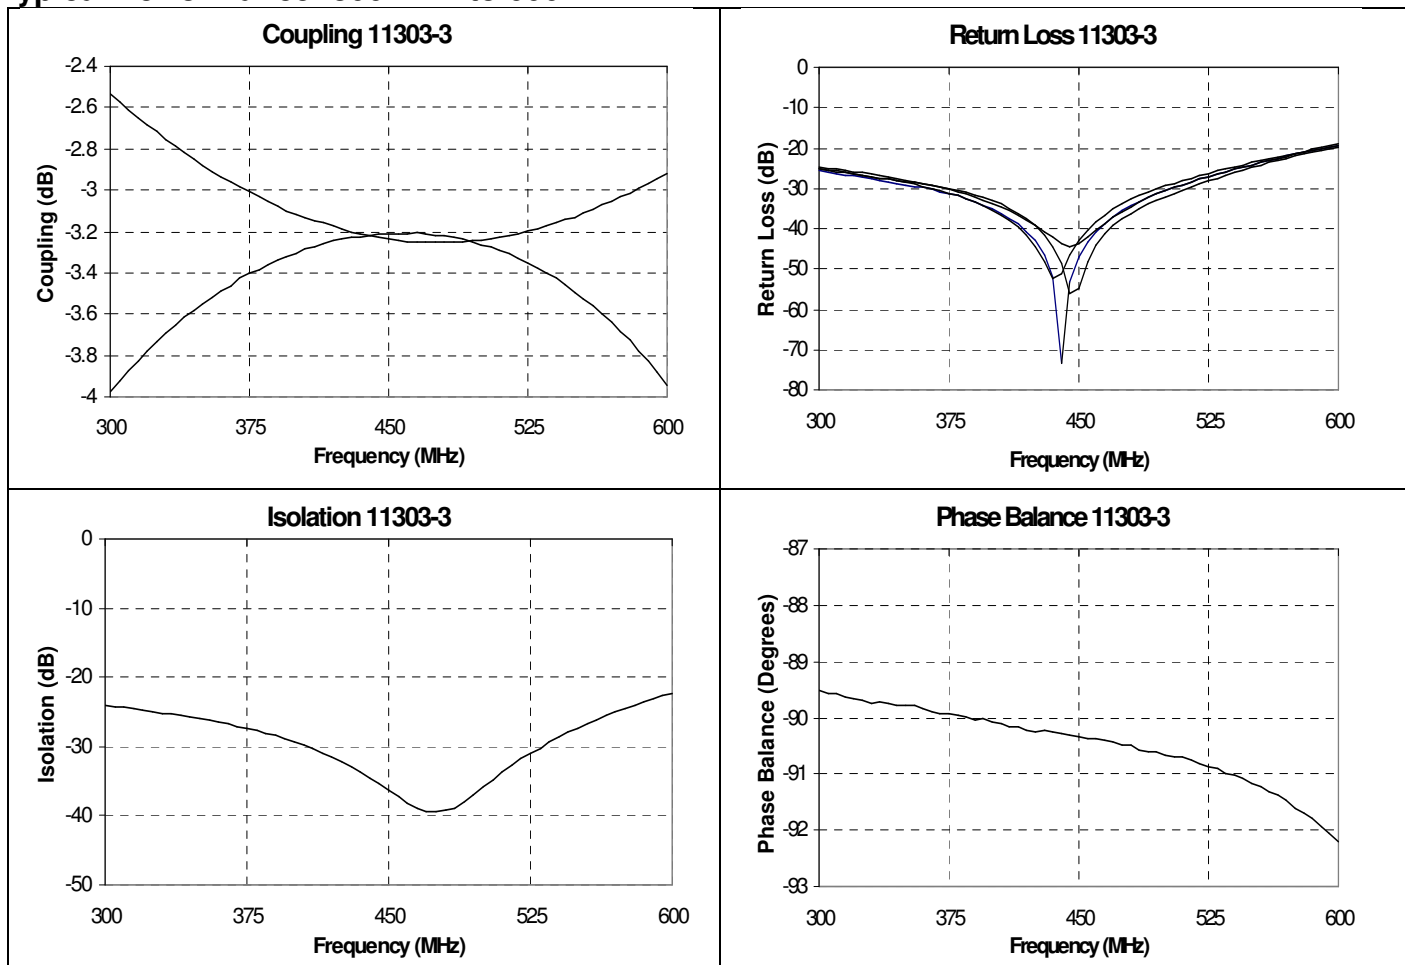 Coupling 11303-3
-2.4
-2.6
-2.8
-3
-3.2
-3.4
-3.6
-3.8
-4
Coupling (dB)
300 375 450 525 600
Frequency (MHz)
Return Loss 11303-3
0
-10
-20
-30
-40
-50
-60
-70
-80
Return Loss (dB)
300 375 450 525 600
Frequency (MHz)
Isolation 11303-3
0
-10
-20
-30
-40
-50
Isolation (dB)
300 375 450 525 600
Frequency (MHz)
Phase Balance 11303-3
-87
-88
-89
-90
-91
-92
-93
Phase Balance (Degrees)
300 375 450 525 600
Frequency (MHz)